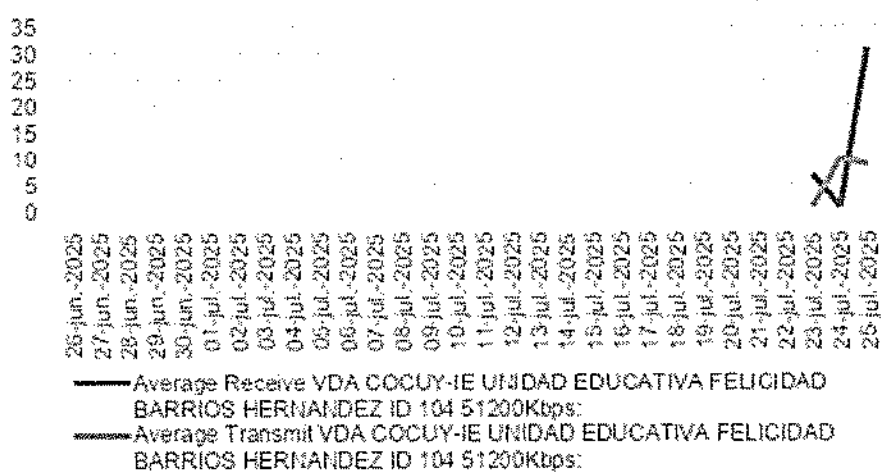 35
30
25
20
15
10
5
0
26-jun.-2025
27-jun.-2025
28-jun.-2025
29-jun.-2025
30-jun.-2025
01-jul.-2025
02-jul.-2025
03-jul.-2025
04-jul.-2025
05-jul.-2025
06-jul.-2025
07-jul.-2025
08-jul.-2025
09-jul.-2025
10-jul.-2025
11-jul.-2025
12-jul.-2025
13-jul.-2025
14-jul.-2025
15-jul.-2025
16-jul.-2025
17-jul.-2025
18-jul.-2025
19-jul.-2025
20-jul.-2025
21-jul.-2025
22-jul.-2025
23-jul.-2025
24-jul.-2025
25-jul.-2025
Average Receive VDA COCUY-IE UNIDAD EDUCATIVA FELICIDAD
BARRIOS HERNANDEZ ID 104 51200Kbps:
Average Transmit VDA COCUY-IE UNIDAD EDUCATIVA FELICIDAD
BARRIOS HERNANDEZ ID 104 51200Kbps: